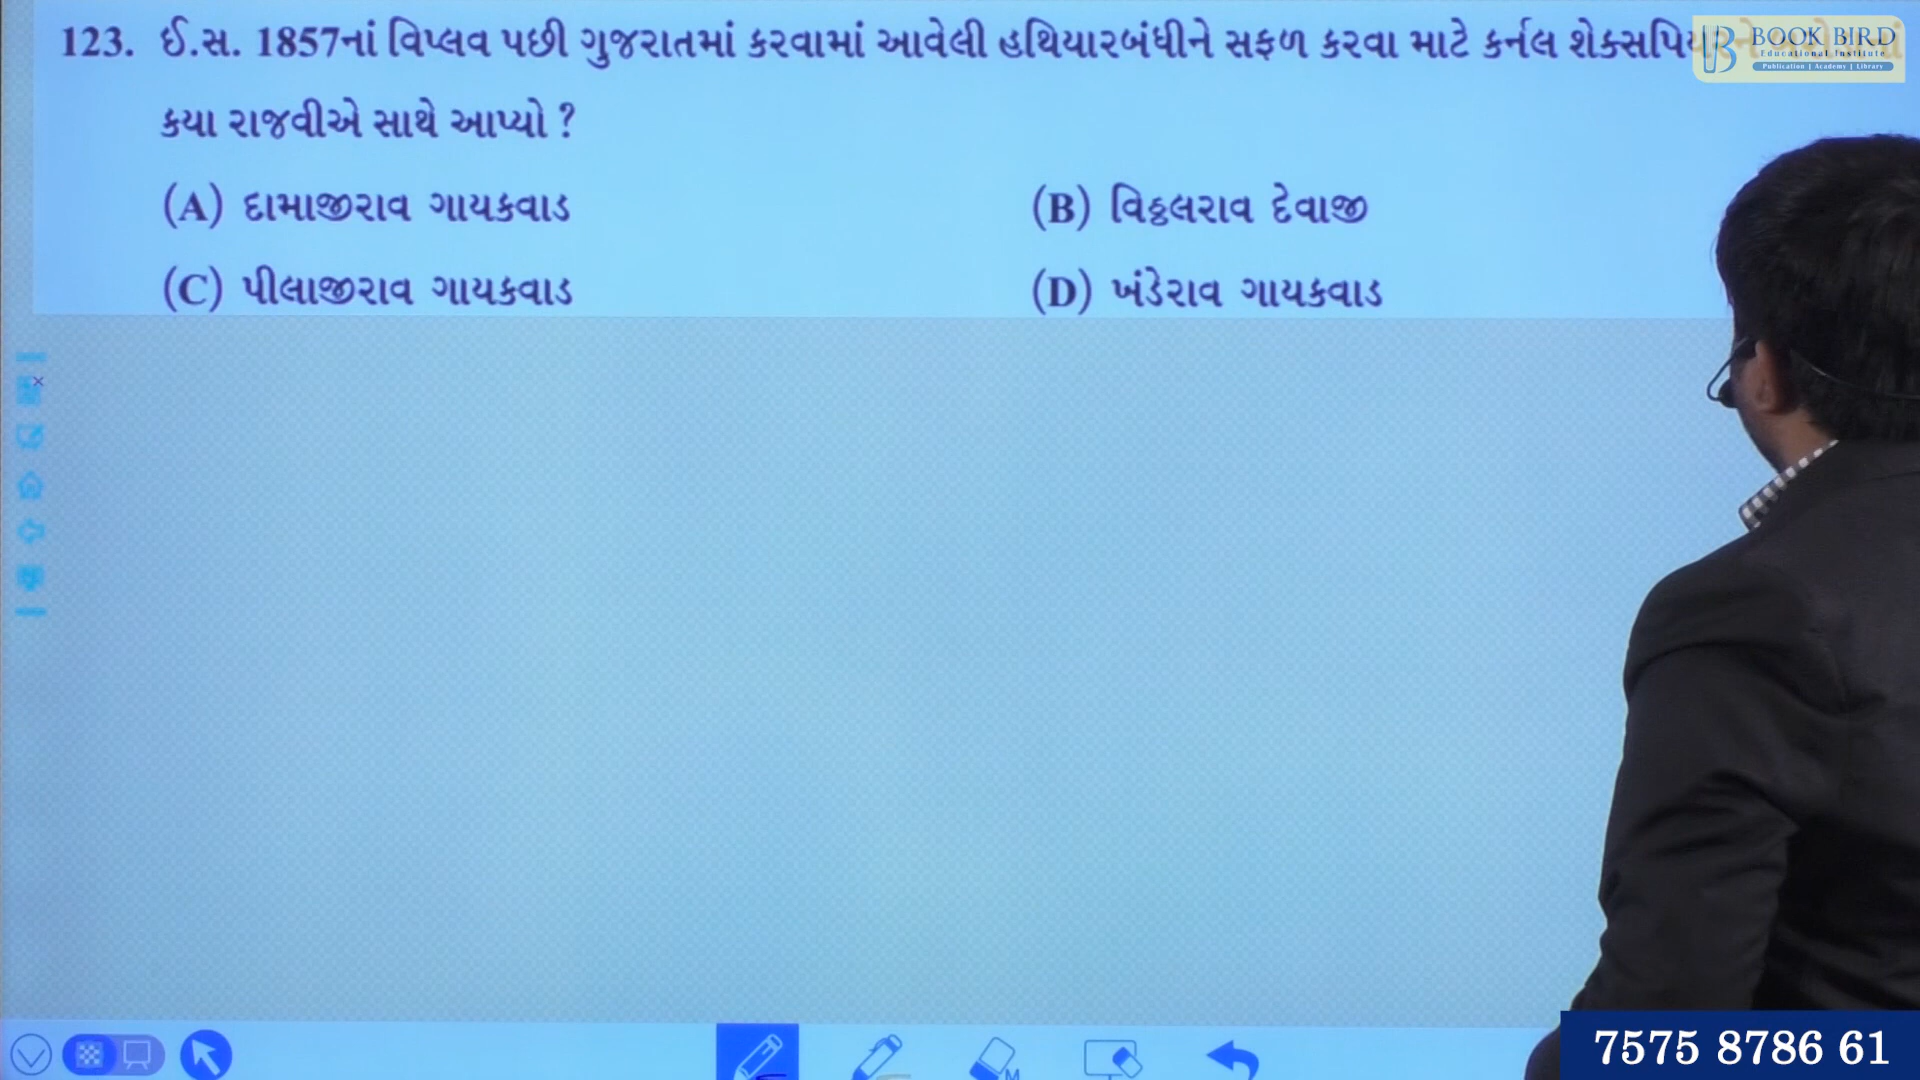 123. ઈ.સ. 1857નાં વિપ્લવ પછી ગુજરાતમાં કરવામાં આવેલી હથિયારબંધીને સફળ કરવા માટે કર્નલ
કયા રાજવીએ સાથે આપ્યો ?
(A) દામાજીરાવ ગાયકવાડ
(B) વિઠ્ઠલરાવ દેવાજી
(C) પીલાજીરાવ ગાયકવાડ
(D) ખંડેરાવ ગાયકવાડ
BOOK BIRD
Educational Institute
Publication | Academy | Library
M
7575 8786 61